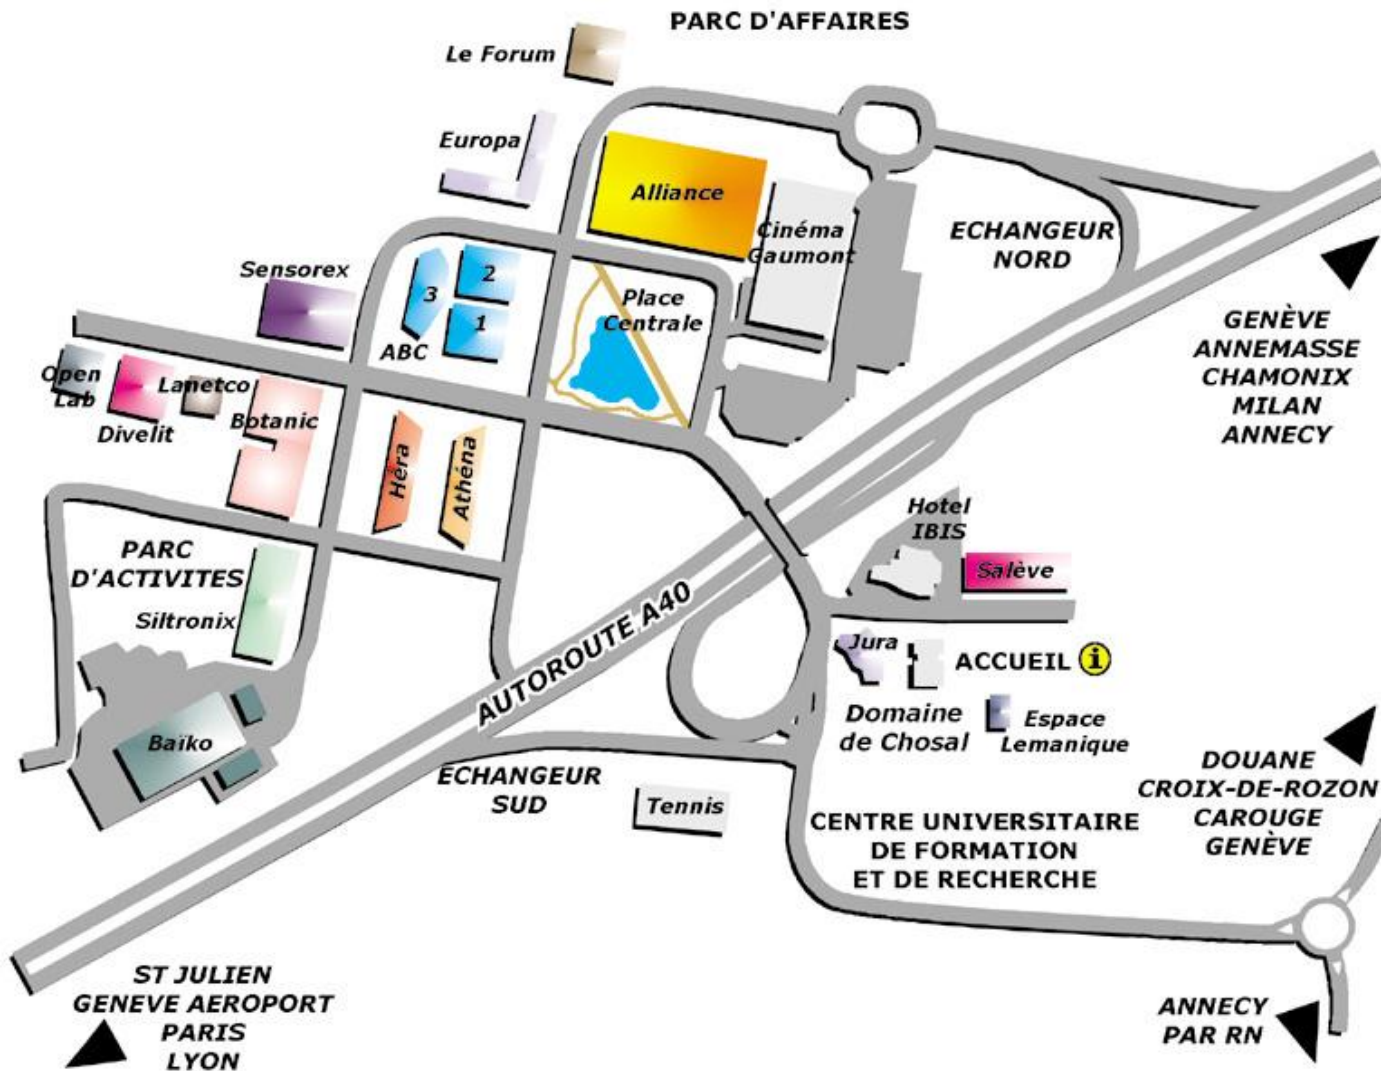 PARC D'AFFAIRES
Le Forum
Europa
Alliance
Cinéma
Gaumont
ECHANGEUR
NORD
Sensorex
3
2
1
ABC
Place
Centrale
GENÈVE
ANNEMASSE
CHAMONIX
MILAN
ANNECY
Open
Lab
Divelit
Lanetco
Botanic
Héra
Athéna
Hotel
IBIS
Salève
PARC
D'ACTIVITES
Siltronix
AUTOROUTE A40
Jura
ACCUEIL i
Domaine
de Chosal
Espace
Lemanique
Baïko
ECHANGEUR
SUD
Tennis
DOUANE
CROIX-DE-ROZON
CAROUGE
GENÈVE
CENTRE UNIVERSITAIRE
DE FORMATION
ET DE RECHERCHE
ST JULIEN
GENEVE AEROPORT
PARIS
LYON
ANNECY
PAR RN